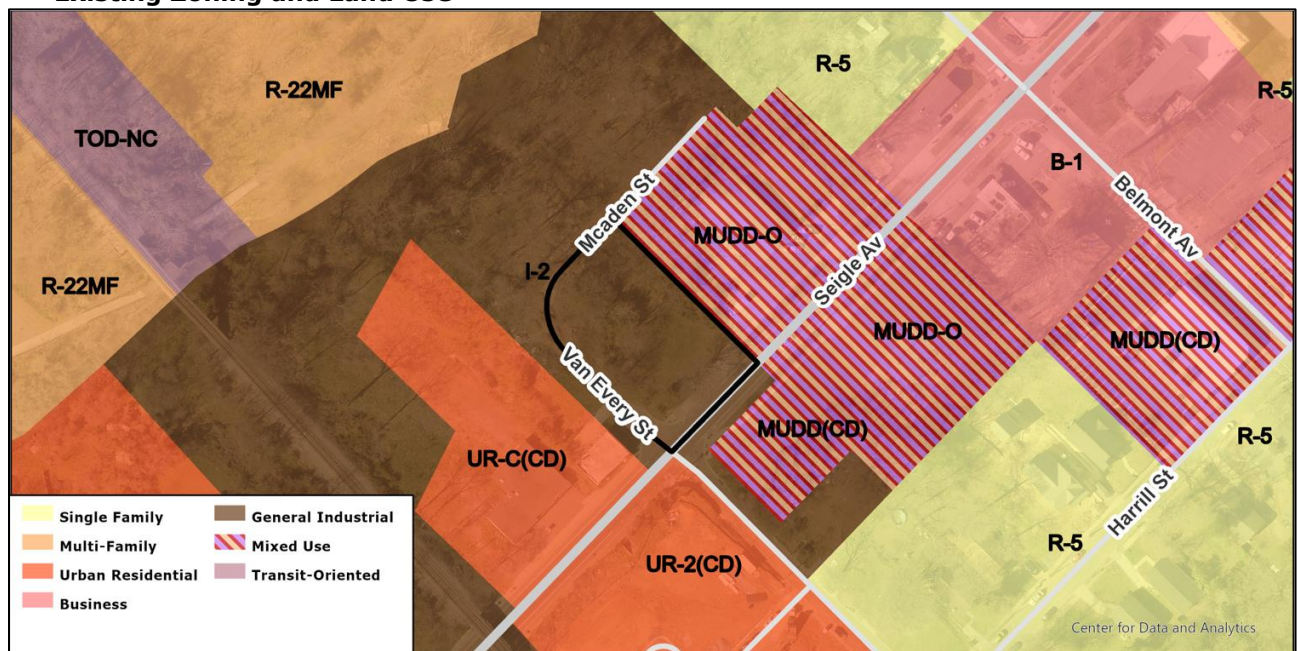 Existing Zoning and Land Use
R-22MF
R-5
R-5
TOD-NC
B-1
Mcaden St
Belmont Av
MUDD-O
Seigle Av
I-2
R-22MF
MUDD-O
MUDD(CD)
Van Every St
MUDD(CD)
R-5
UR-C(CD)
Harrill St
R-5
UR-2(CD)
Single Family
General Industrial
Multi-Family
Mixed Use
Urban Residential
Transit-Oriented
Business
Center for Data and Analytics